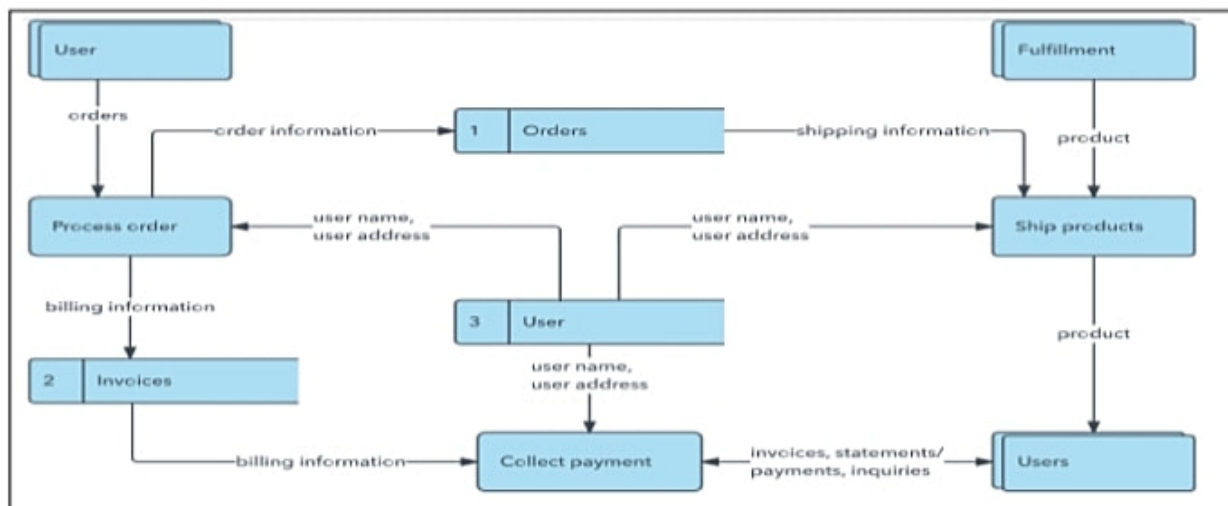 User
Fulfillment
orders
order information
1
Orders
shipping information
product
Process order
user name,
user address
user name,
user address
Ship products
billing information
3
User
product
2
Invoices
user name,
user address
billing information
Collect payment
invoices, statements/
payments, inquiries
Users